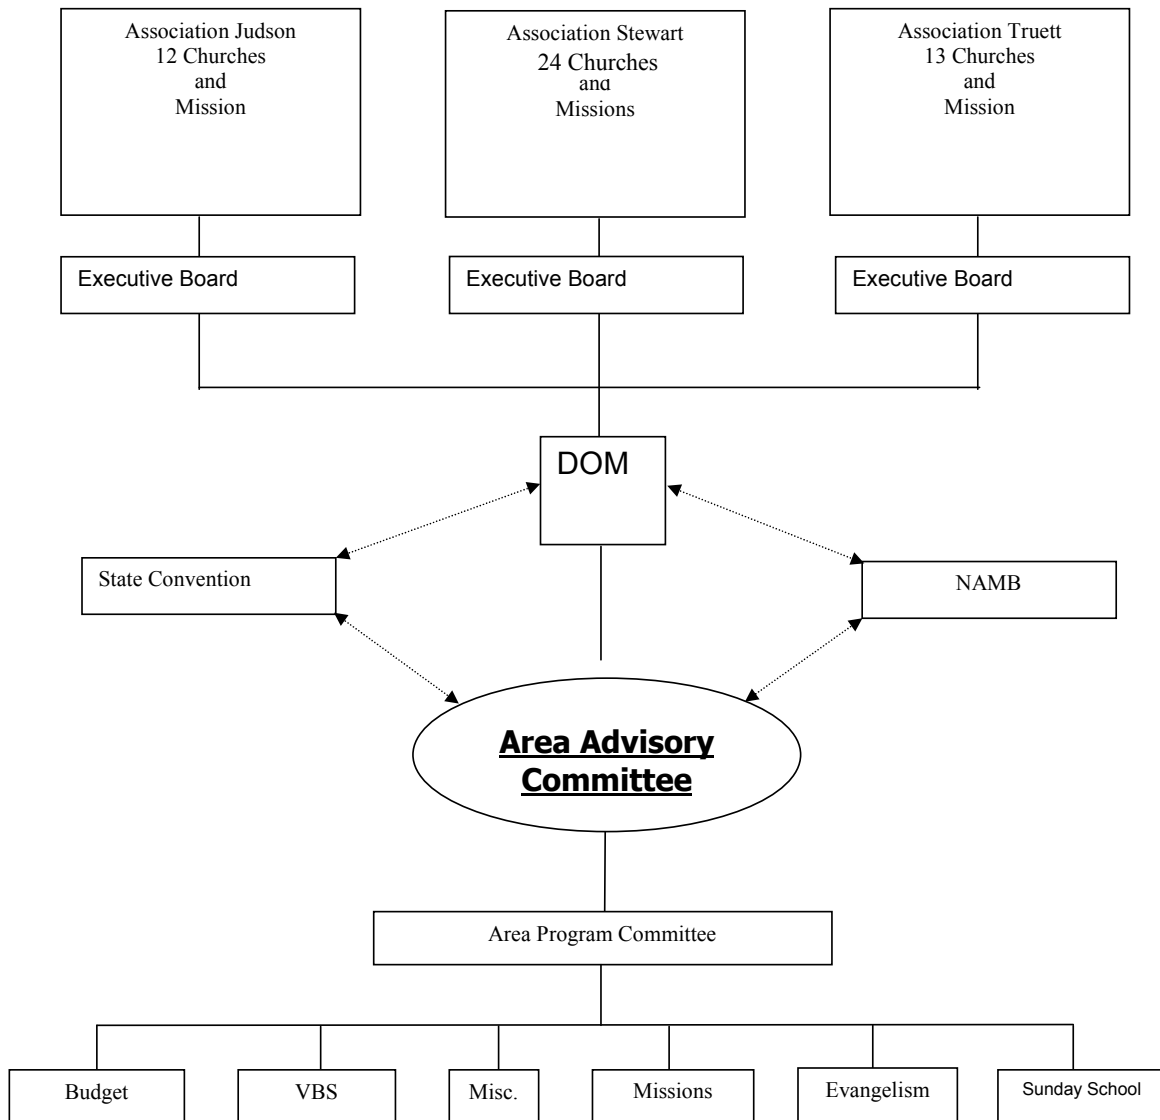 Association Judson
12 Churches
and
Mission
Association Stewart
24 Churches
and
Missions
Association Truett
13 Churches
and
Mission
Executive Board
Executive Board
Executive Board
DOM
State Convention
NAMB
Area Advisory
Committee
Area Program Committee
Budget
VBS
Misc.
Missions
Evangelism
Sunday School